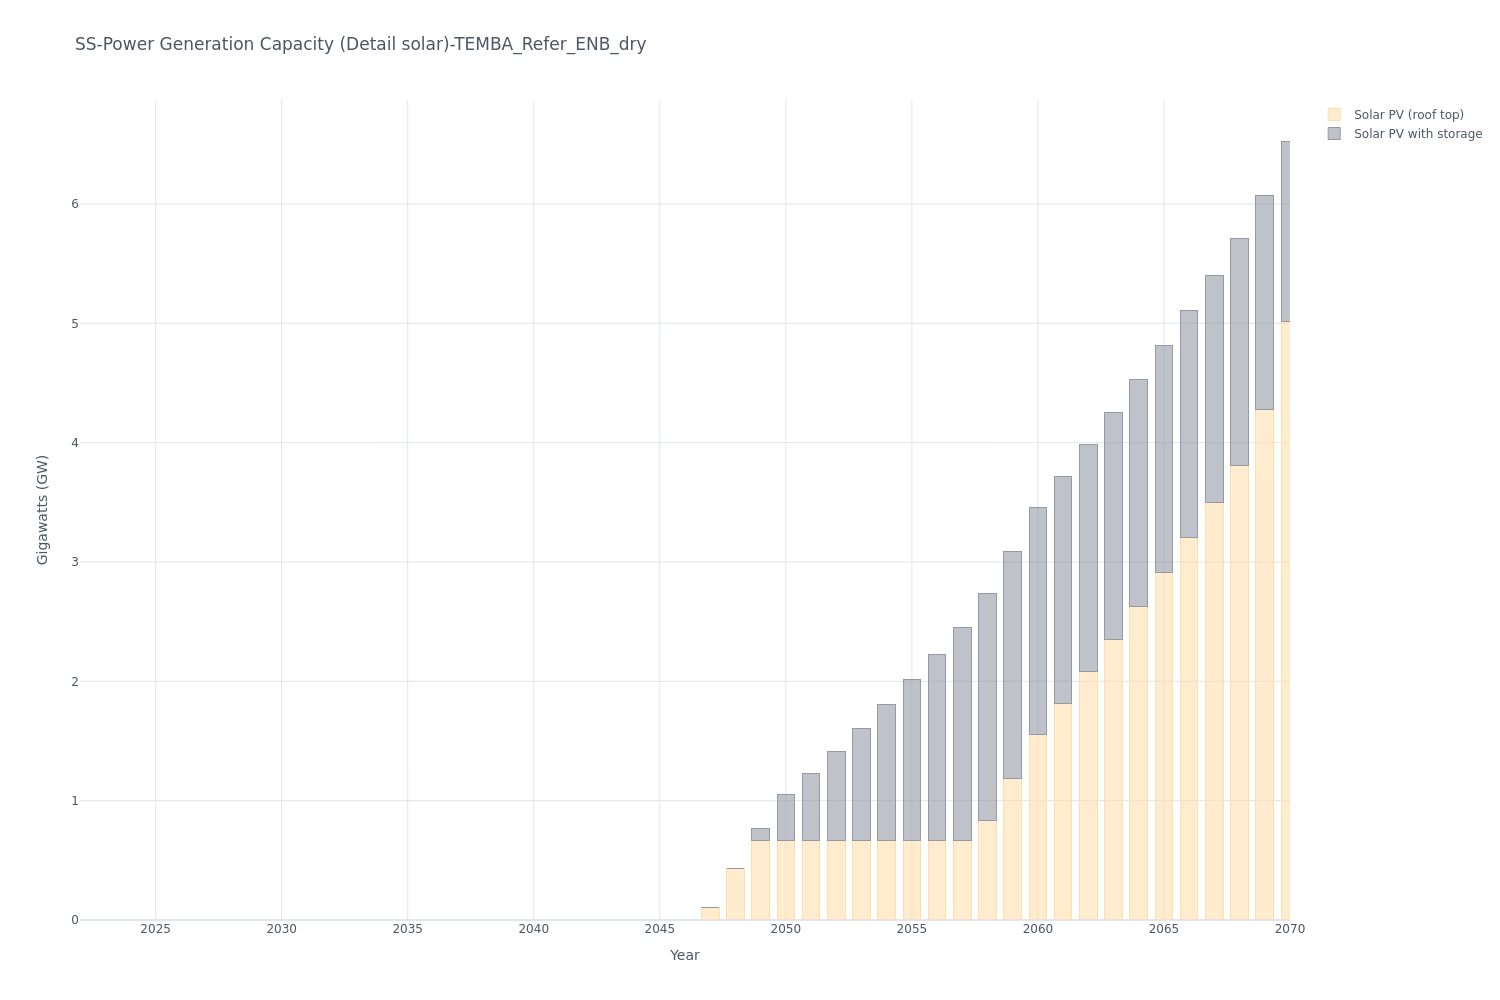 SS-Power Generation Capacity (Detail solar)-TEMBA_Refer_ENB_dry
Solar PV (roof top)
Solar PV with storage
Gigawatts (GW)
6
5
4
3
2
1
0
2025 2030 2035 2040 2045 2050 2055 2060 2065 2070
Year